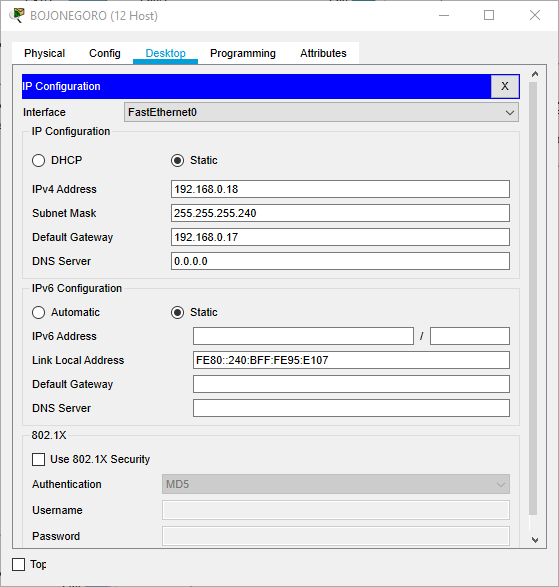 BOJONEGORO (12 Host)
Physical Config Desktop Programming Attributes
IP Configuration X
Interface FastEthernet0
IP Configuration
DHCP Static
IPv4 Address 192.168.0.18
Subnet Mask 255.255.255.240
Default Gateway 192.168.0.17
DNS Server 0.0.0.0
IPv6 Configuration
Automatic Static
IPv6 Address /
Link Local Address FE80::240:BFF:FE95:E107
Default Gateway
DNS Server
802.1X
Use 802.1X Security
Authentication MD5
Username
Password
Top